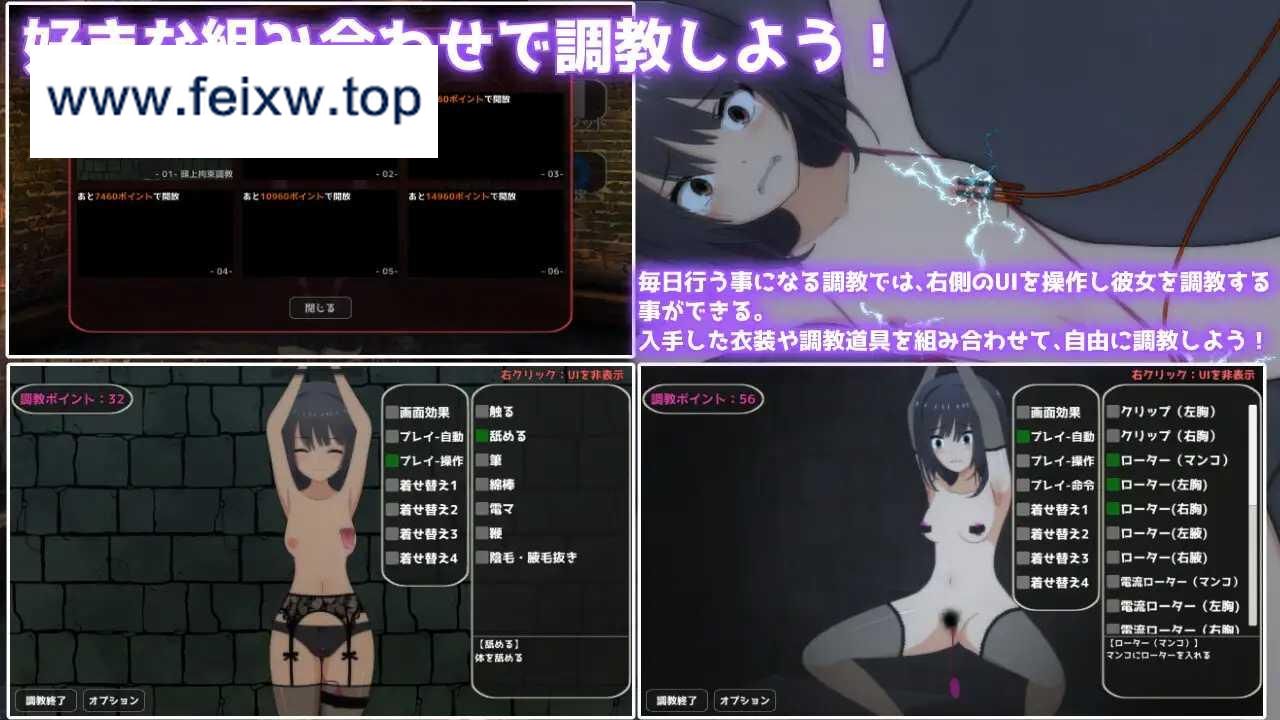 好きな組み合わせで調教しよう！
www.feixw.top
60ポイントで開放
- 01- 頭上拘束調教
- 02-
- 03-
あと7460ポイントで開放
あと10960ポイントで開放
あと14960ポイントで開放
- 04-
- 05-
- 06-
閉じる
毎日行う事になる調教では、右側のUIを操作し彼女を調教する
事ができる。
入手した衣装や調教道具を組み合わせて、自由に調教しよう！
右クリック：UIを非表示
調教ポイント：32
画面効果
プレイ-自動
プレイ-操作
着せ替え1
着せ替え2
着せ替え3
着せ替え4
触る
舐める
筆
綿棒
電マ
鞭
陰毛・腋毛抜き
【舐める】
体を舐める
調教終了
オプション
右クリック：UIを非表示
調教ポイント：56
画面効果
プレイ-自動
プレイ-操作
プレイ-命令
着せ替え1
着せ替え2
着せ替え3
着せ替え4
クリップ（左胸）
クリップ（右胸）
ローター（マンコ）
ローター(左胸)
ローター(右胸)
ローター(左腋)
ローター(右腋)
電流ローター（マンコ）
電流ローター（左胸）
電流ローター（右胸）
【ローター（マンコ）】
マンコにローターを入れる
調教終了
オプション